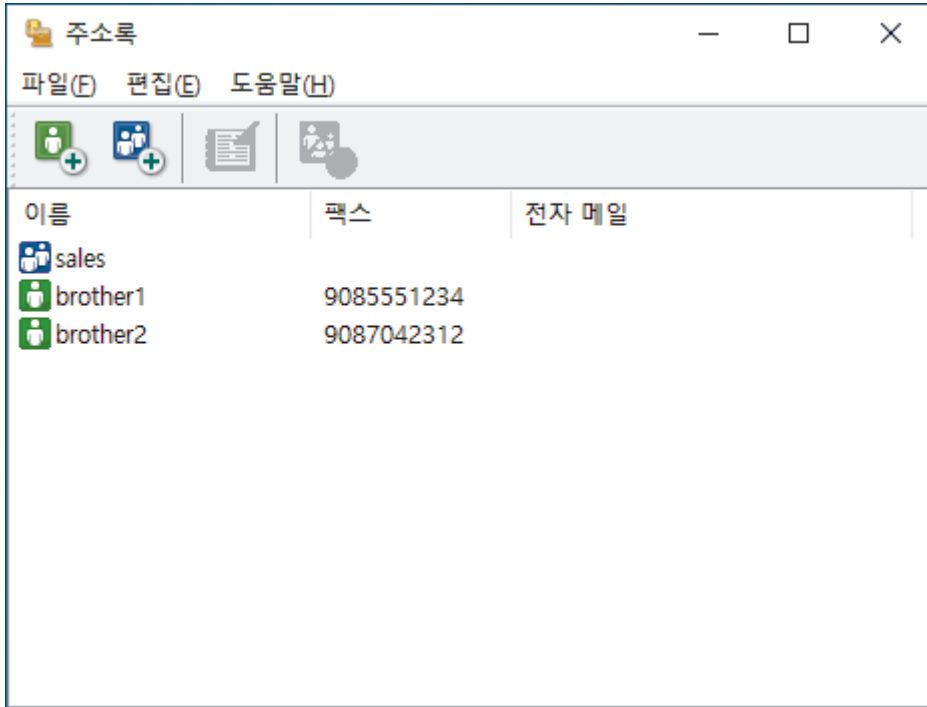 주소록
파일(F) 편집(E) 도움말(H)
이름 팩스 전자 메일
sales
brother1 9085551234
brother2 9087042312